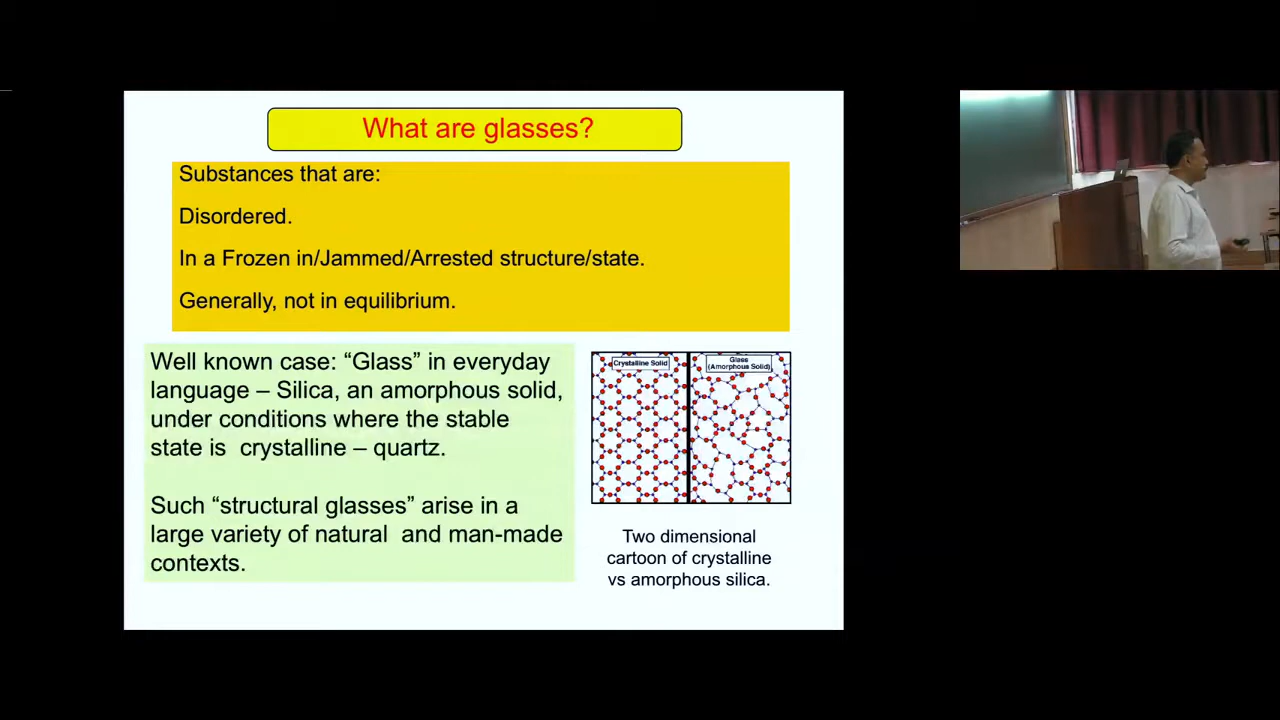 What are glasses?
Substances that are:
Disordered.
In a Frozen in/Jammed/Arrested structure/state.
Generally, not in equilibrium.
Well known case: “Glass” in everyday
language – Silica, an amorphous solid,
under conditions where the stable
state is crystalline – quartz.
Such “structural glasses” arise in a
large variety of natural and man-made
contexts.
Crystalline Solid
Glass
(Amorphous Solid)
Two dimensional
cartoon of crystalline
vs amorphous silica.